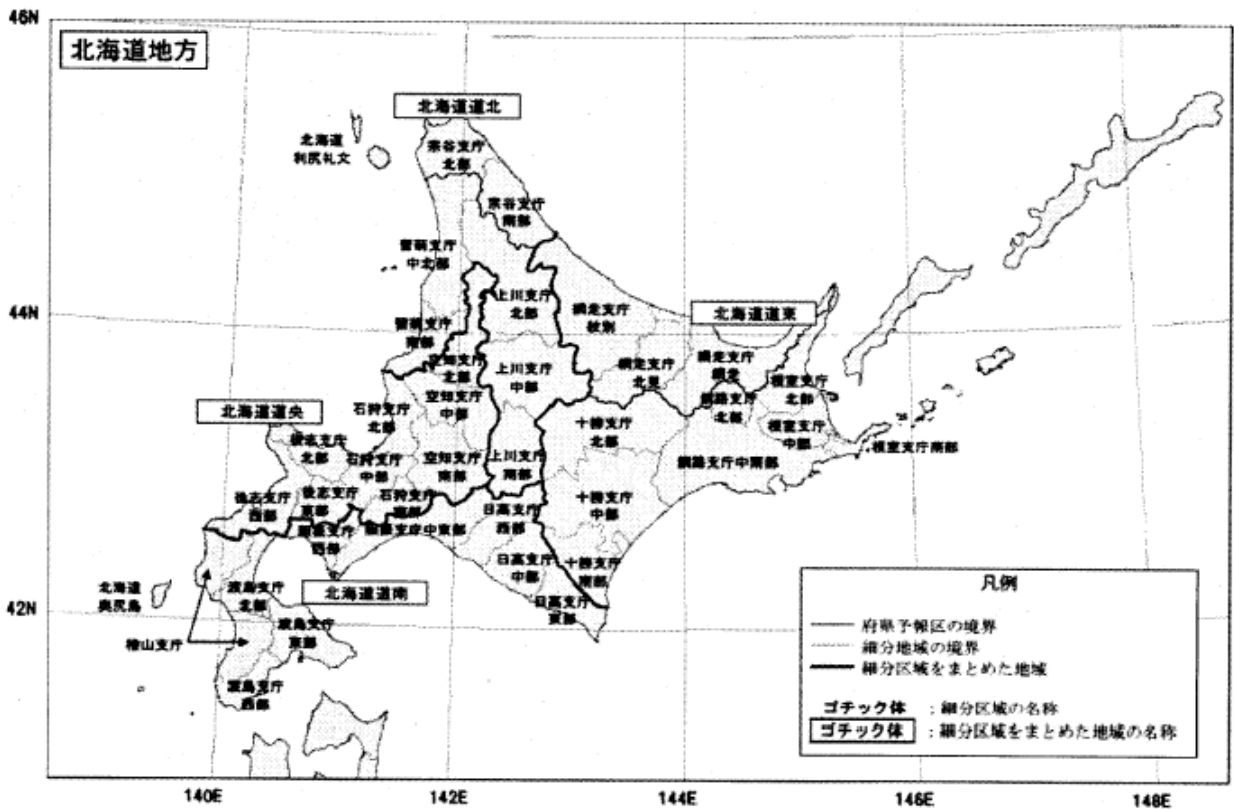 46N
北海道地方
北海道道北
北海道
利尻礼文
宗谷支庁
北部
宗谷支庁
南部
留萌支庁
中北部
上川支庁
北部
網走支庁
紋別
44N
北海道道東
留萌支庁
南部
空知支庁
北部
上川支庁
中部
網走支庁
北見
網走支庁
網走
根室支庁
北部
釧路支庁
北部
空知支庁
中部
石狩支庁
北部
北海道道央
十勝支庁
北部
根室支庁
中部
根室支庁南部
後志支庁
北部
石狩支庁
中部
空知支庁
南部
上川支庁
南部
釧路支庁中南部
後志支庁
西部
後志支庁
東部
石狩支庁
南部
十勝支庁
中部
胆振支庁
西部
胆振支庁中東部
日高支庁
西部
日高支庁
中部
十勝支庁
南部
北海道
奥尻島
渡島支庁
北部
北海道道南
日高支庁
東部
42N
渡島支庁
東部
檜山支庁
渡島支庁
西部
凡例
府県予報区の境界
細分地域の境界
細分区域をまとめた地域
ゴチック体 : 細分区域の名称
ゴチック体 : 細分区域をまとめた地域の名称
140E
142E
144E
146E
148E